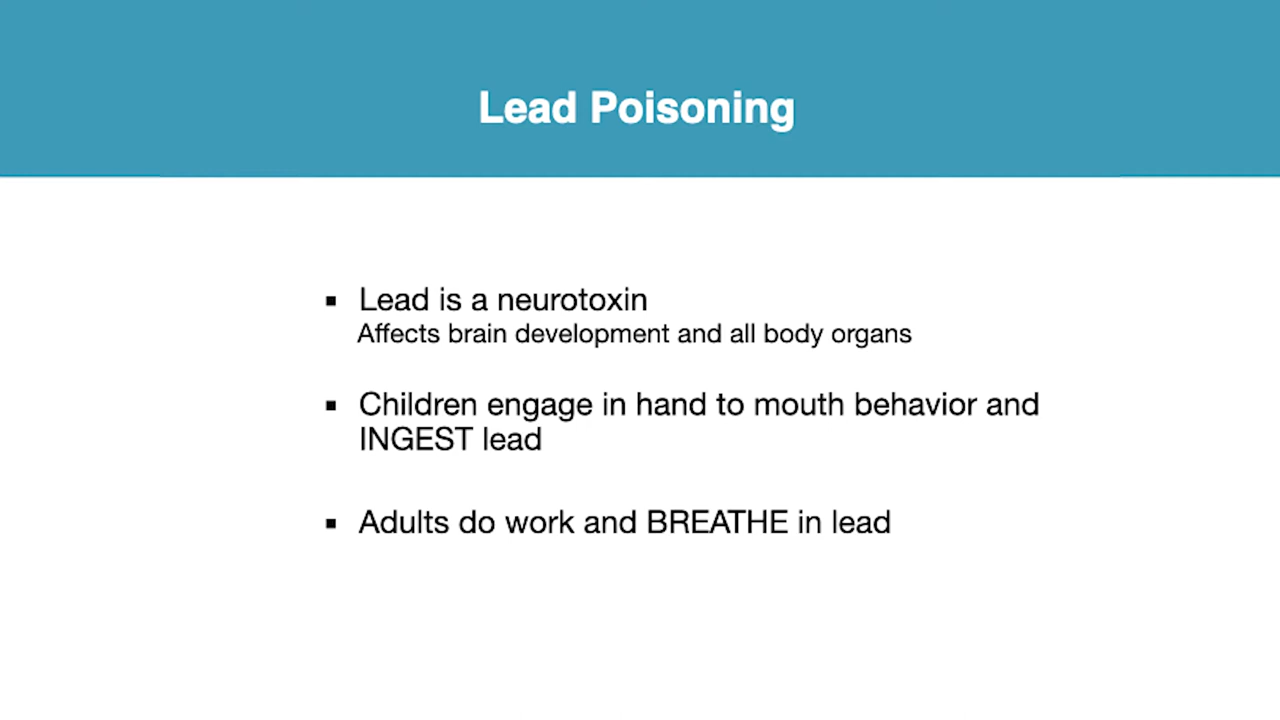 Lead Poisoning
▪ Lead is a neurotoxin
Affects brain development and all body organs
▪ Children engage in hand to mouth behavior and
INGEST lead
▪ Adults do work and BREATHE in lead